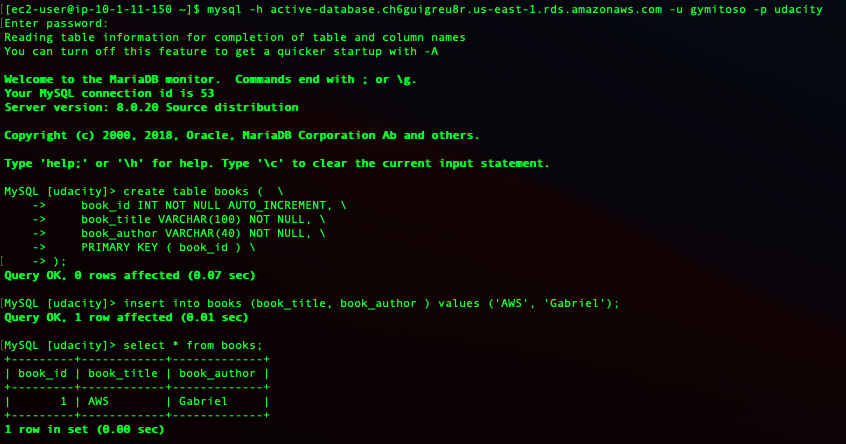 [[ec2-user@ip-10-1-11-150 ~]$ mysql -h active-database.ch6guigreu8r.us-east-1.rds.amazonaws.com -u gymitoso -p udacity
[Enter password:
Reading table information for completion of table and column names
You can turn off this feature to get a quicker startup with -A
Welcome to the MariaDB monitor.  Commands end with ; or \g.
Your MySQL connection id is 53
Server version: 8.0.20 Source distribution
Copyright (c) 2000, 2018, Oracle, MariaDB Corporation Ab and others.
Type 'help;' or '\h' for help. Type '\c' to clear the current input statement.
MySQL [udacity]> create table books (  \
    ->     book_id INT NOT NULL AUTO_INCREMENT, \
    ->     book_title VARCHAR(100) NOT NULL, \
    ->     book_author VARCHAR(40) NOT NULL, \
    ->     PRIMARY KEY ( book_id ) \
[    -> );
Query OK, 0 rows affected (0.07 sec)
[MySQL [udacity]> insert into books (book_title, book_author ) values ('AWS', 'Gabriel');
Query OK, 1 row affected (0.01 sec)
[MySQL [udacity]> select * from books;
+---------+------------+-------------+
| book_id | book_title | book_author |
+---------+------------+-------------+
|       1 | AWS        | Gabriel     |
+---------+------------+-------------+
1 row in set (0.00 sec)